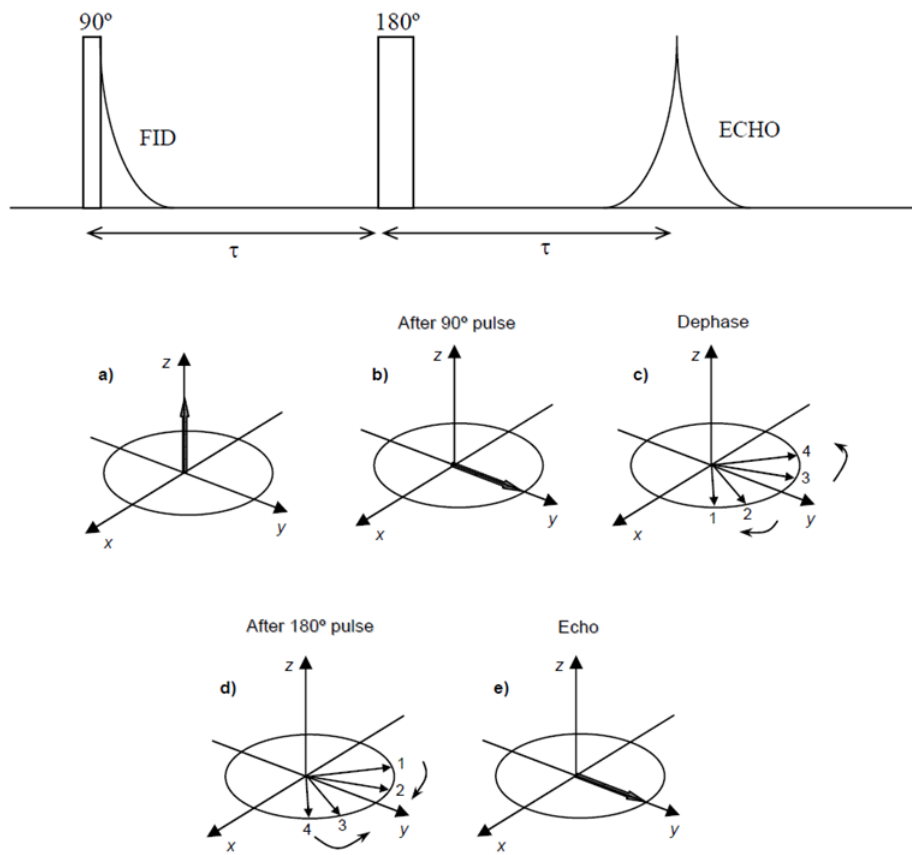 90º 180º
FID ECHO
τ τ
After 90º pulse Dephase
a) z b) z c) z
4
3
1 2
x y x y x y
After 180º pulse Echo
d) z e) z
1
2
4 3
x y x y